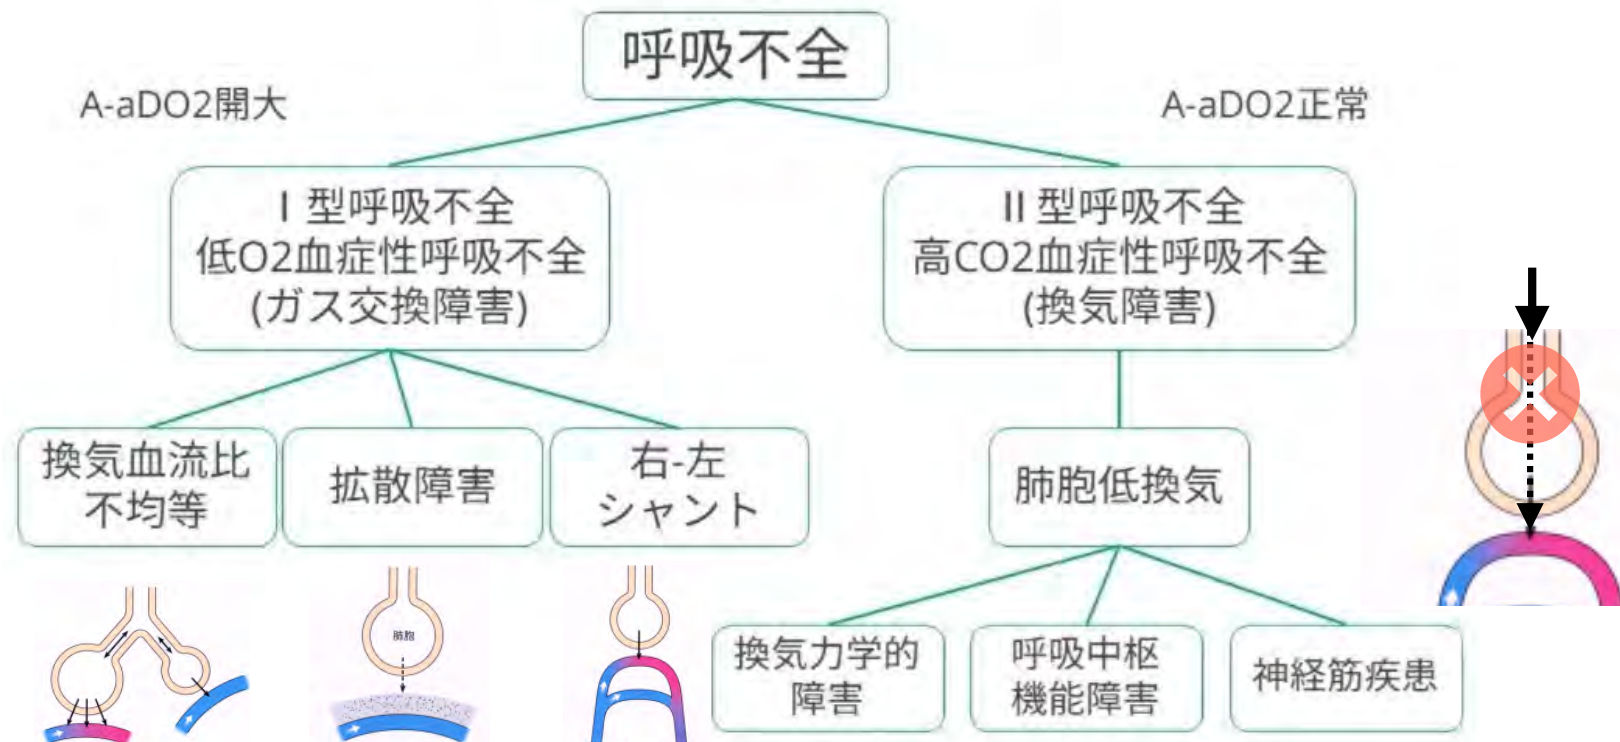 呼吸不全
A-aDO2開大
A-aDO2正常
Ⅰ型呼吸不全
低O2血症性呼吸不全
(ガス交換障害)
II型呼吸不全
高CO2血症性呼吸不全
(換気障害)
換気血流比
不均等
拡散障害
右-左
シャント
肺胞低換気
肺胞
換気力学的
障害
呼吸中枢
機能障害
神経筋疾患